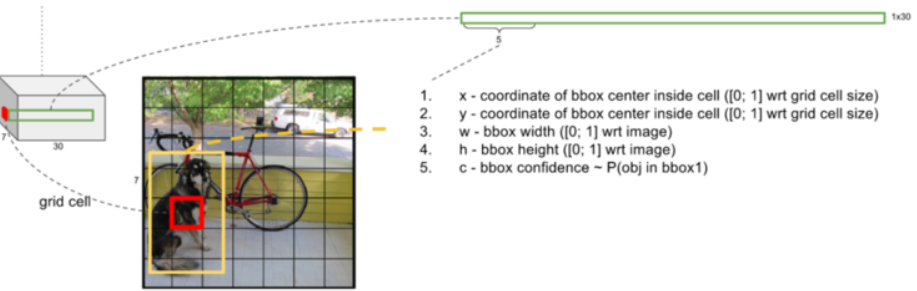 1x30
5
1. x - coordinate of bbox center inside cell ([0; 1] wrt grid cell size)
2. y - coordinate of bbox center inside cell ([0; 1] wrt grid cell size)
3. w - bbox width ([0; 1] wrt image)
4. h - bbox height ([0; 1] wrt image)
5. c - bbox confidence ~ P(obj in bbox1)
7
30
7
grid cell